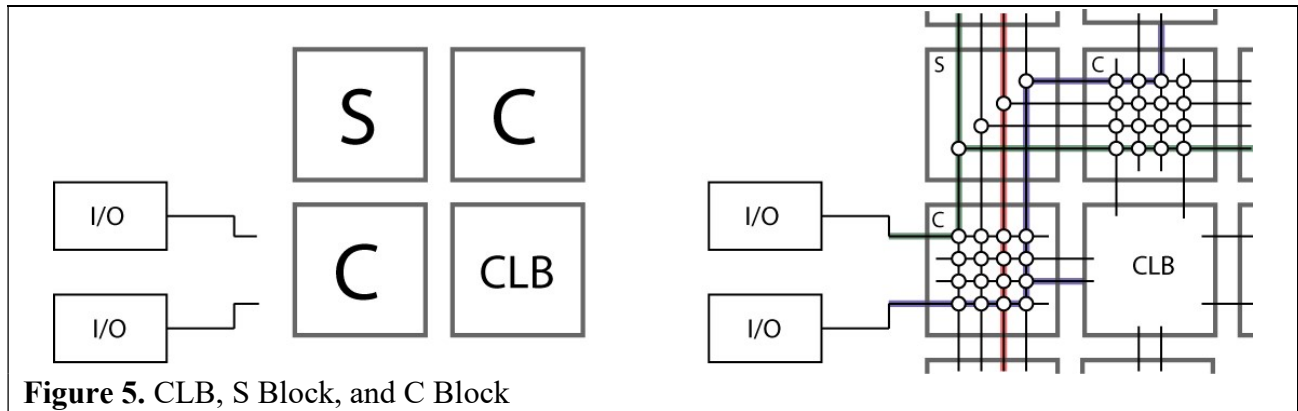 S C
I/O
C CLB
I/O
S C
I/O
C
CLB
I/O
Figure 5. CLB, S Block, and C Block